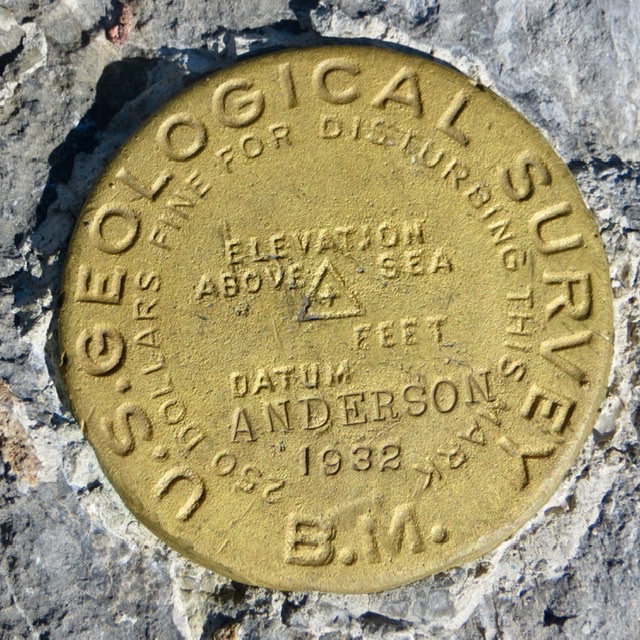 U.S. GEOLOGICAL SURVEY
250 DOLLARS FINE FOR DISTURBING THIS MARK
ELEVATION
ABOVE SEA
FEET
DATUM
ANDERSON
1932
B.M.